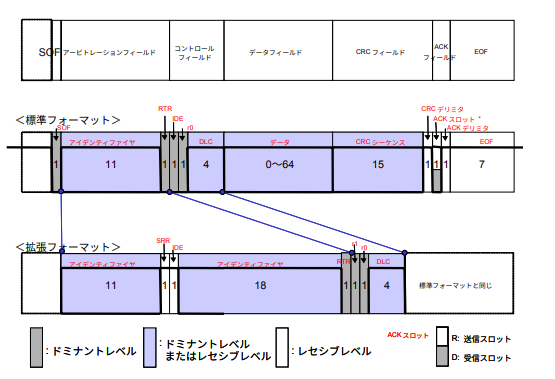 SOF アービトレーションフィールド コントロール フィールド データフィールド CRC フィールド ACK フィールド EOF
<標準フォーマット>
SOF アイデンティファイヤ RTR IDE r0 DLC データ CRC シーケンス CRC デリミタ ACK スロット * ACK デリミタ EOF
1 11 1 1 1 4 0~64 15 1 1 1 7
<拡張フォーマット>
アイデンティファイヤ SRR IDE アイデンティファイヤ RTR r1 r0 DLC
11 1 1 18 1 1 1 4 標準フォーマットと同じ
: ドミナントレベル
: ドミナントレベル
またはレセシブレベル
: レセシブレベル
ACK スロット
R: 送信スロット
D: 受信スロット